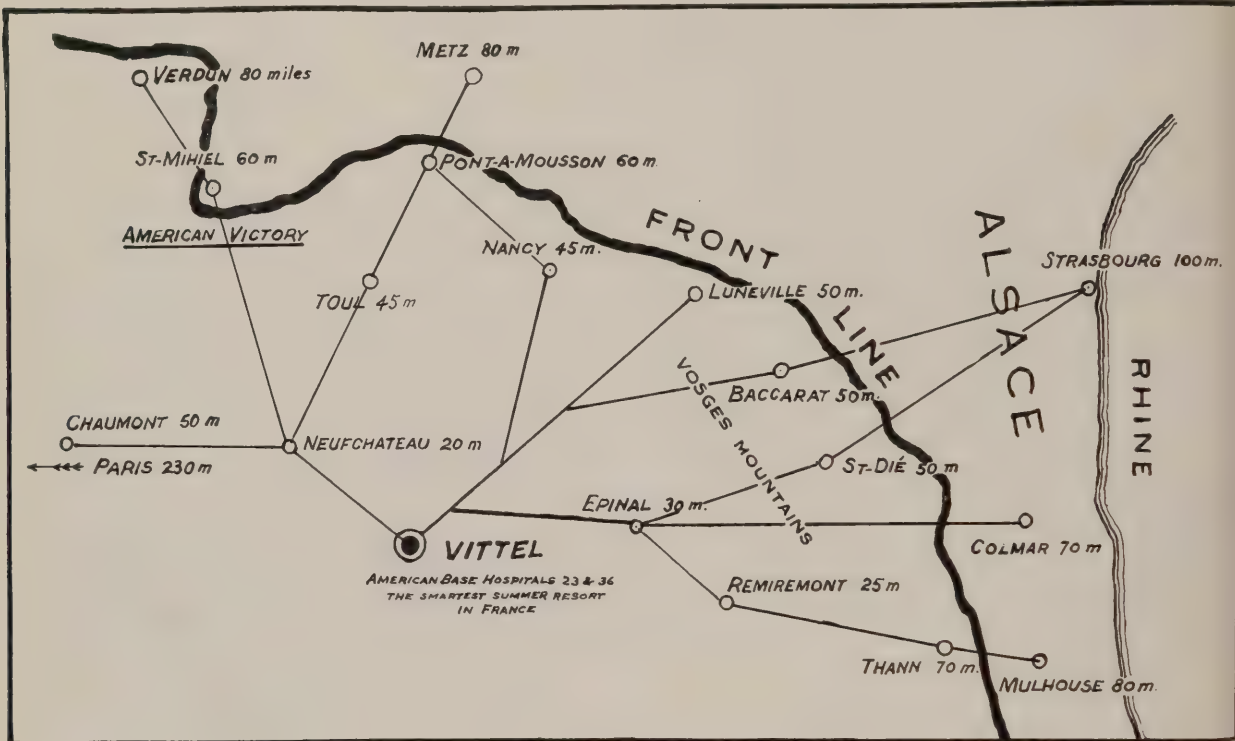 VERDUN 80 miles
METZ 80 m
ST-MIHIEL 60 m
PONT-A-MOUSSON 60 m.
AMERICAN VICTORY
NANCY 45 m.
TOUL 45 m
FRONT LINE
LUNEVILLE 50 m.
ALSACE
STRASBOURG 100 m.
RHINE
VOSGES MOUNTAINS
BACCARAT 50 m.
CHAUMONT 50 m
PARIS 230 m
NEUFCHATEAU 20 m
ST-DIÉ 50 m
EPINAL 30 m.
COLMAR 70 m
VITTEL
AMERICAN BASE HOSPITALS 23 & 36
THE SMARTEST SUMMER RESORT
IN FRANCE
REMIREMONT 25 m
THANN 70 m.
MULHOUSE 80 m.